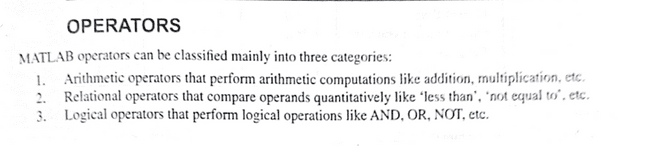 OPERATORS
MATLAB operators can be classified mainly into three categories:
1. Arithmetic operators that perform arithmetic computations like addition, multiplication, etc.
2. Relational operators that compare operands quantitatively like ‘less than’, ‘not equal to’, etc.
3. Logical operators that perform logical operations like AND, OR, NOT, etc.